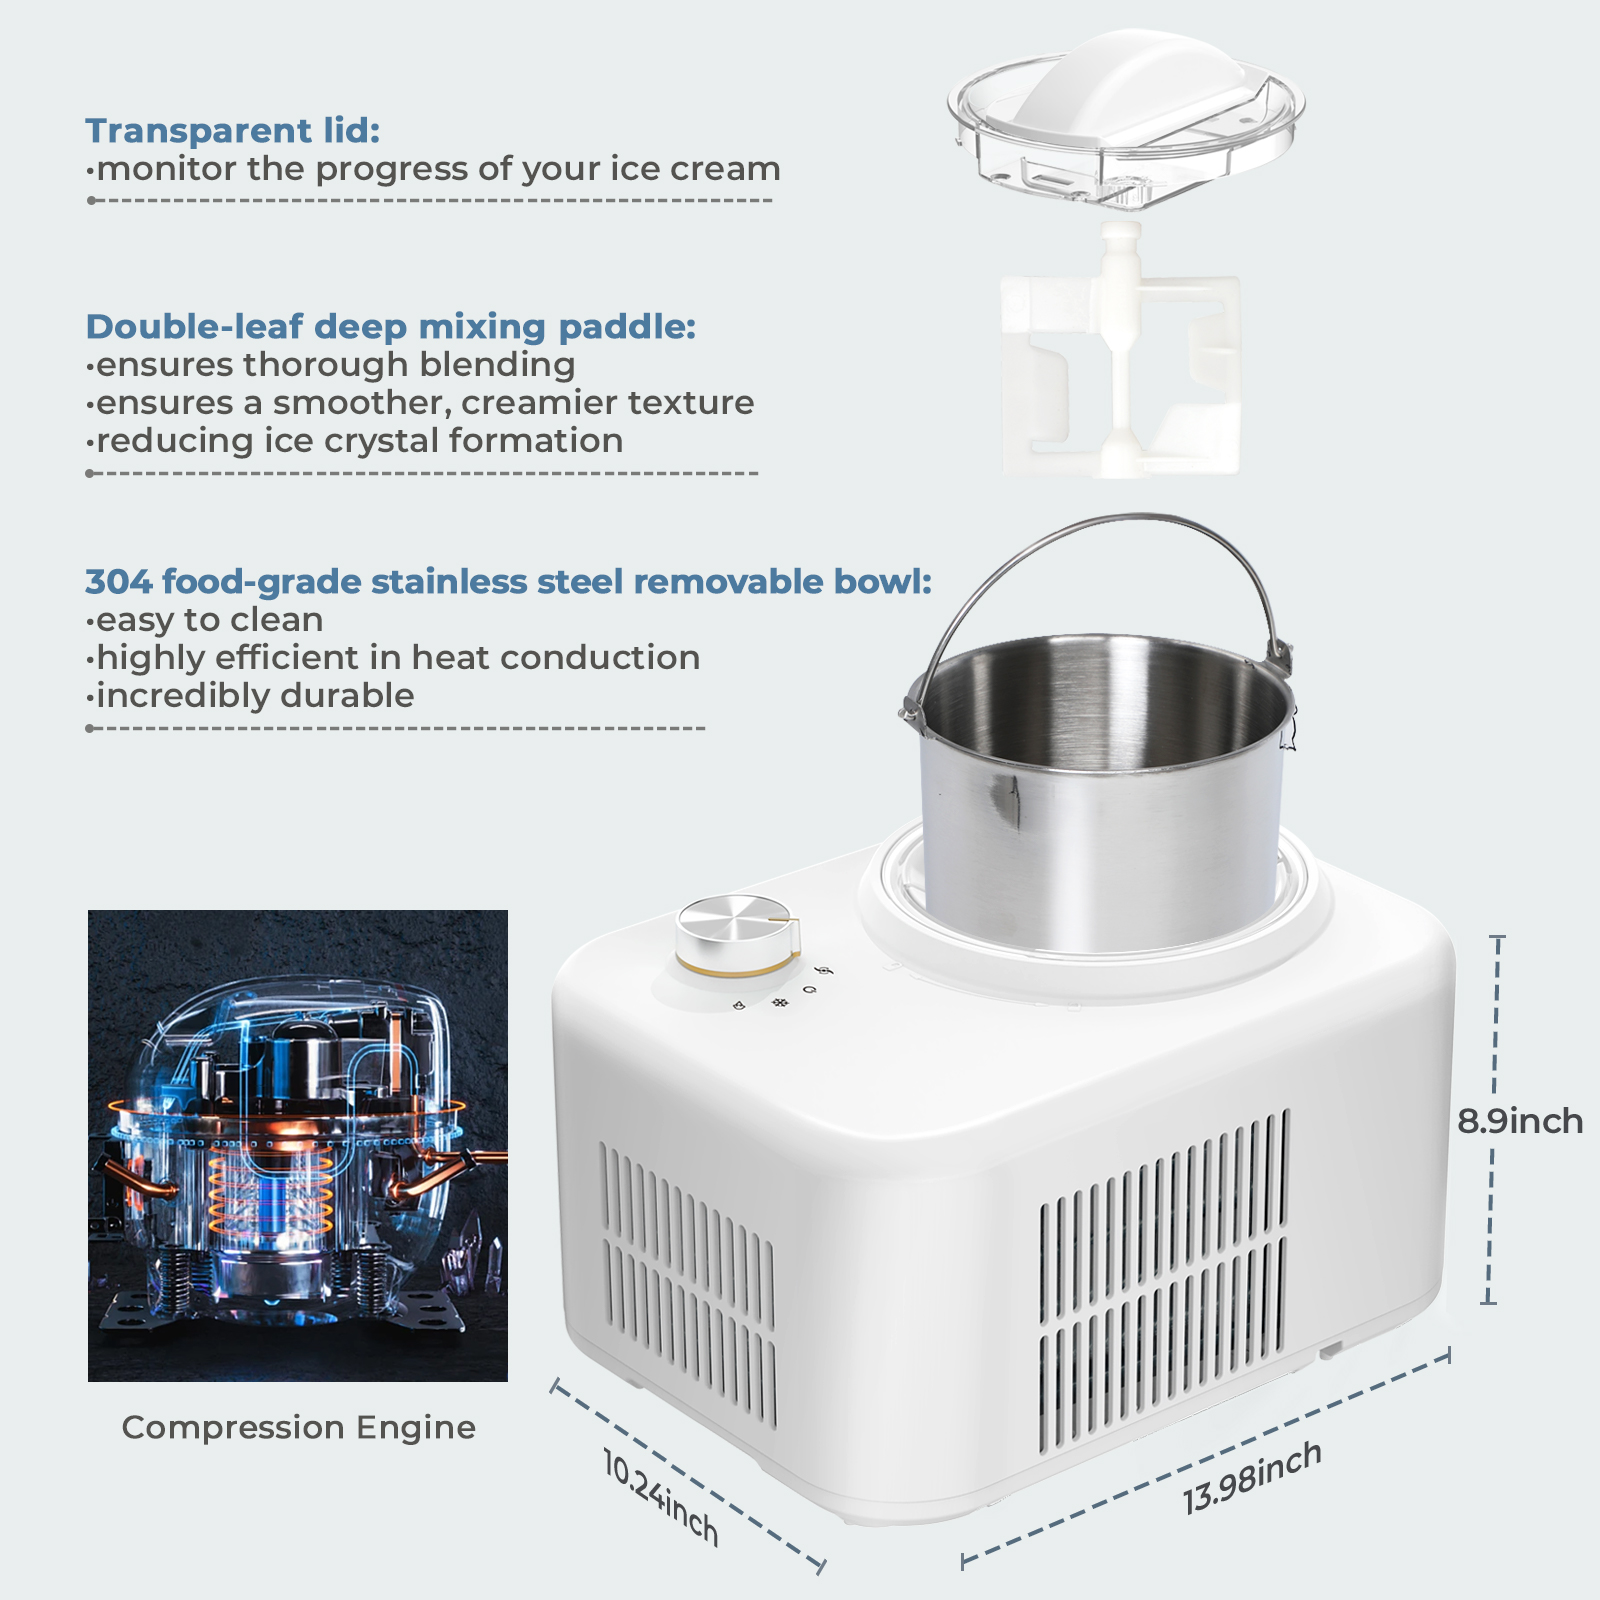 Transparent lid:
•monitor the progress of your ice cream
Double-leaf deep mixing paddle:
•ensures thorough blending
•ensures a smoother, creamier texture
•reducing ice crystal formation
304 food-grade stainless steel removable bowl:
•easy to clean
•highly efficient in heat conduction
•incredibly durable
8.9inch
Compression Engine
10.24inch
13.98inch